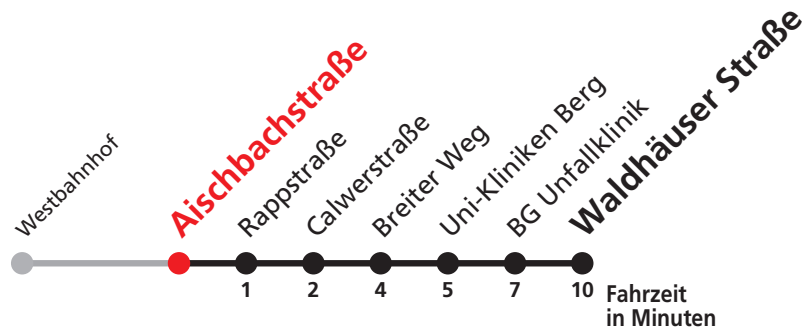 Westbahnhof
Aischbachstraße
Rappstraße
Calwerstraße
Breiter Weg
Uni-Kliniken Berg
BG Unfallklinik
Waldhäuser Straße
1 2 4 5 7 10 Fahrzeit
in Minuten